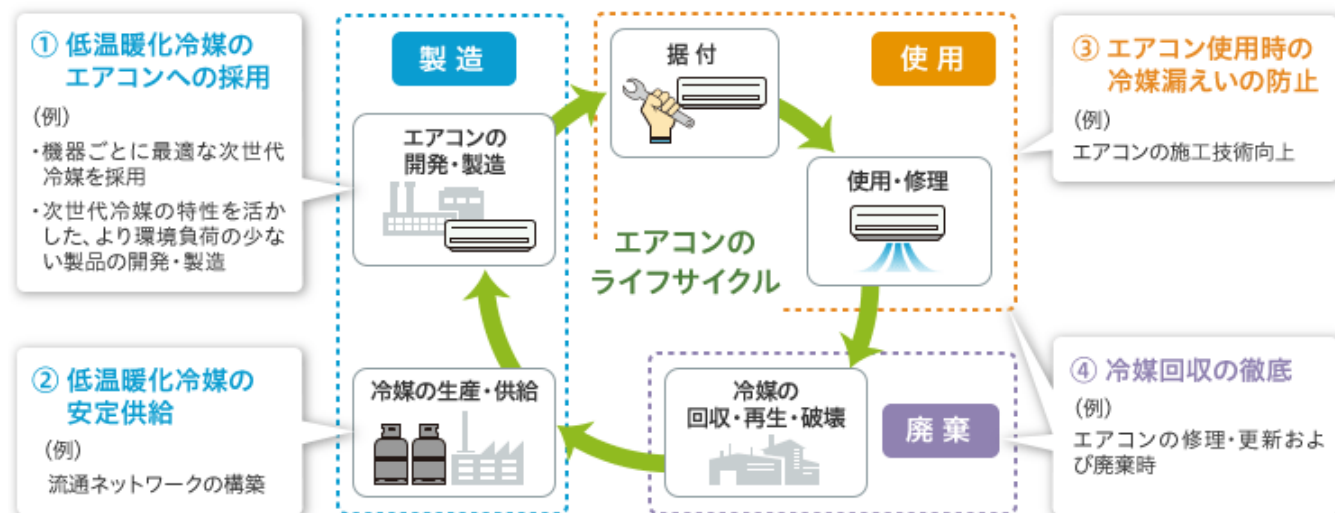 ① 低温暖化冷媒の
エアコンへの採用
(例)
・機器ごとに最適な次世代
冷媒を採用
・次世代冷媒の特性を活か
した、より環境負荷の少な
い製品の開発・製造
② 低温暖化冷媒の
安定供給
(例)
流通ネットワークの構築
製造
エアコンの
開発・製造
冷媒の生産・供給
据付
使用
使用・修理
エアコンの
ライフサイクル
冷媒の
回収・再生・破壊
廃棄
③ エアコン使用時の
冷媒漏えいの防止
(例)
エアコンの施工技術向上
④ 冷媒回収の徹底
(例)
エアコンの修理・更新およ
び廃棄時